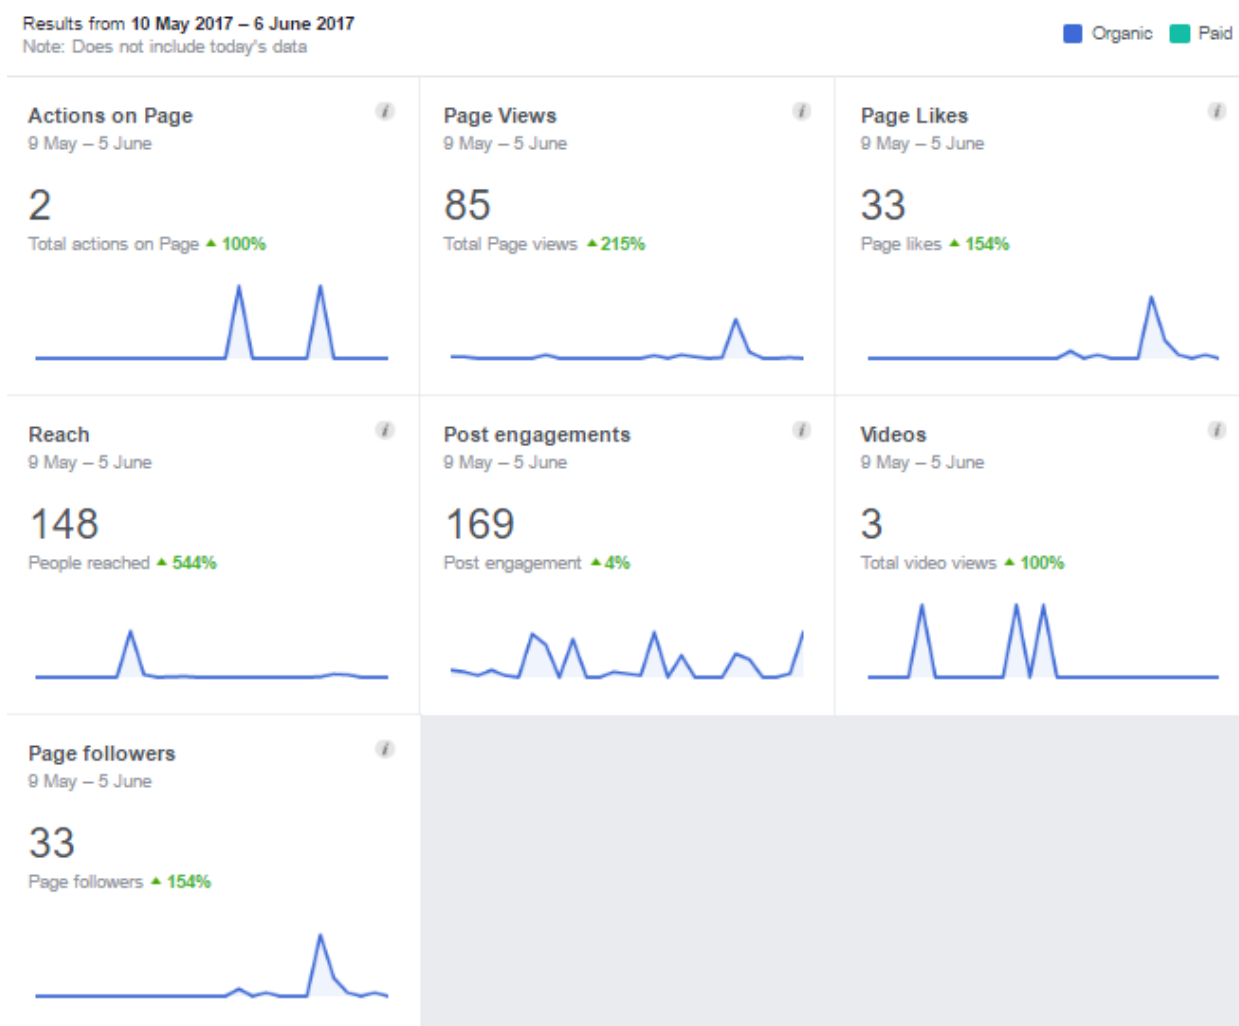 Results from 10 May 2017 – 6 June 2017
Note: Does not include today's data
Organic Paid
Actions on Page
9 May – 5 June
2
Total actions on Page ▲ 100%
Page Views
9 May – 5 June
85
Total Page views ▲ 215%
Page Likes
9 May – 5 June
33
Page likes ▲ 154%
Reach
9 May – 5 June
148
People reached ▲ 544%
Post engagements
9 May – 5 June
169
Post engagement ▲ 4%
Videos
9 May – 5 June
3
Total video views ▲ 100%
Page followers
9 May – 5 June
33
Page followers ▲ 154%